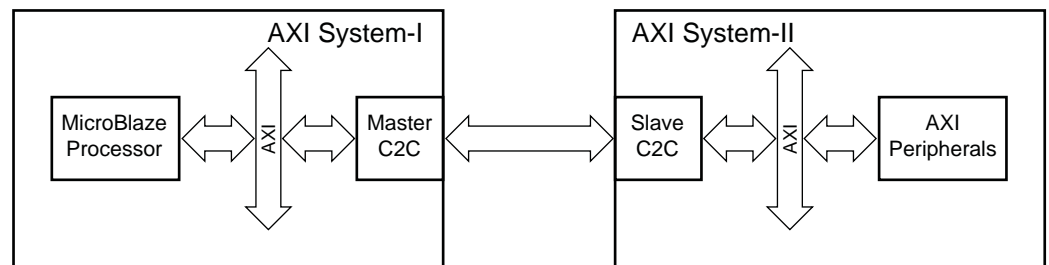 AXI System-I
AXI System-II
MicroBlaze
Processor
AXI
Master
C2C
Slave
C2C
AXI
AXI
Peripherals